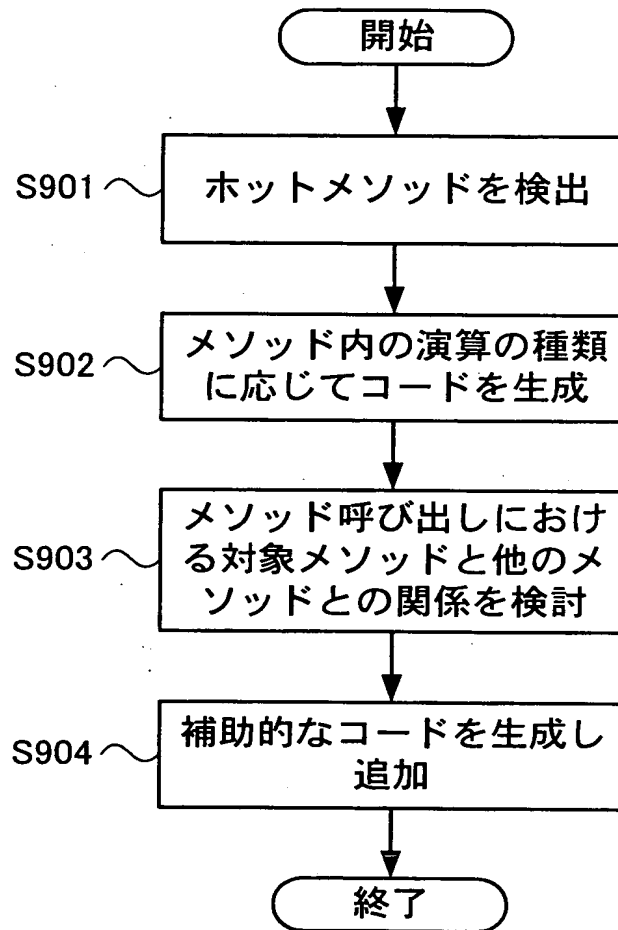 開始
S901
ホットメソッドを検出
S902
メソッド内の演算の種類
に応じてコードを生成
S903
メソッド呼び出しにおけ
る対象メソッドと他のメ
ソッドとの関係を検討
S904
補助的なコードを生成し
追加
終了